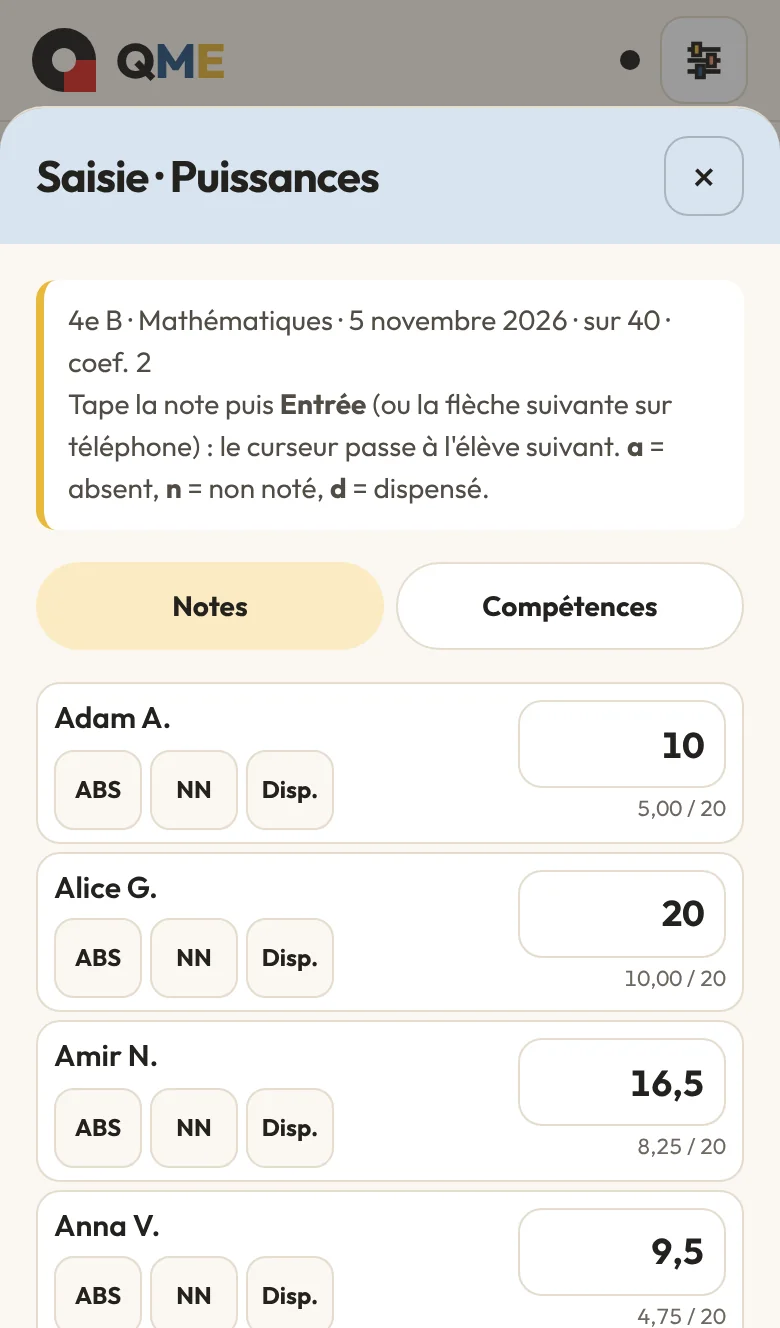 QME
Saisie · Puissances
×
4e B · Mathématiques · 5 novembre 2026 · sur 40 ·
coef. 2
Tape la note puis Entrée (ou la flèche suivante sur
téléphone) : le curseur passe à l'élève suivant. a =
absent, n = non noté, d = dispensé.
Notes Compétences
Adam A.
10
ABS NN Disp.
5,00 / 20
Alice G.
20
ABS NN Disp.
10,00 / 20
Amir N.
16,5
ABS NN Disp.
8,25 / 20
Anna V.
9,5
ABS NN Disp.
4,75 / 20